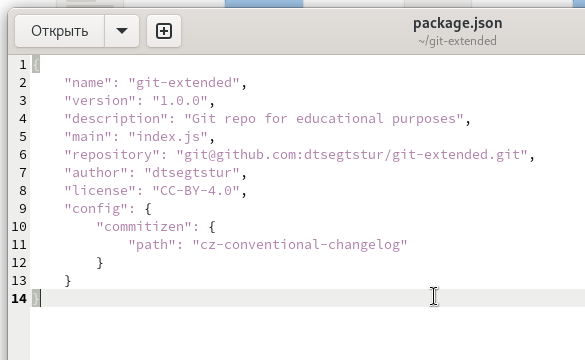 Открыть
package.json
~/git-extended
1 {
2     "name": "git-extended",
3     "version": "1.0.0",
4     "description": "Git repo for educational purposes",
5     "main": "index.js",
6     "repository": "git@github.com:dtsegtstur/git-extended.git",
7     "author": "dtsegtstur",
8     "license": "CC-BY-4.0",
9     "config": {
10         "commitizen": {
11             "path": "cz-conventional-changelog"
12         }
13     }
14 }